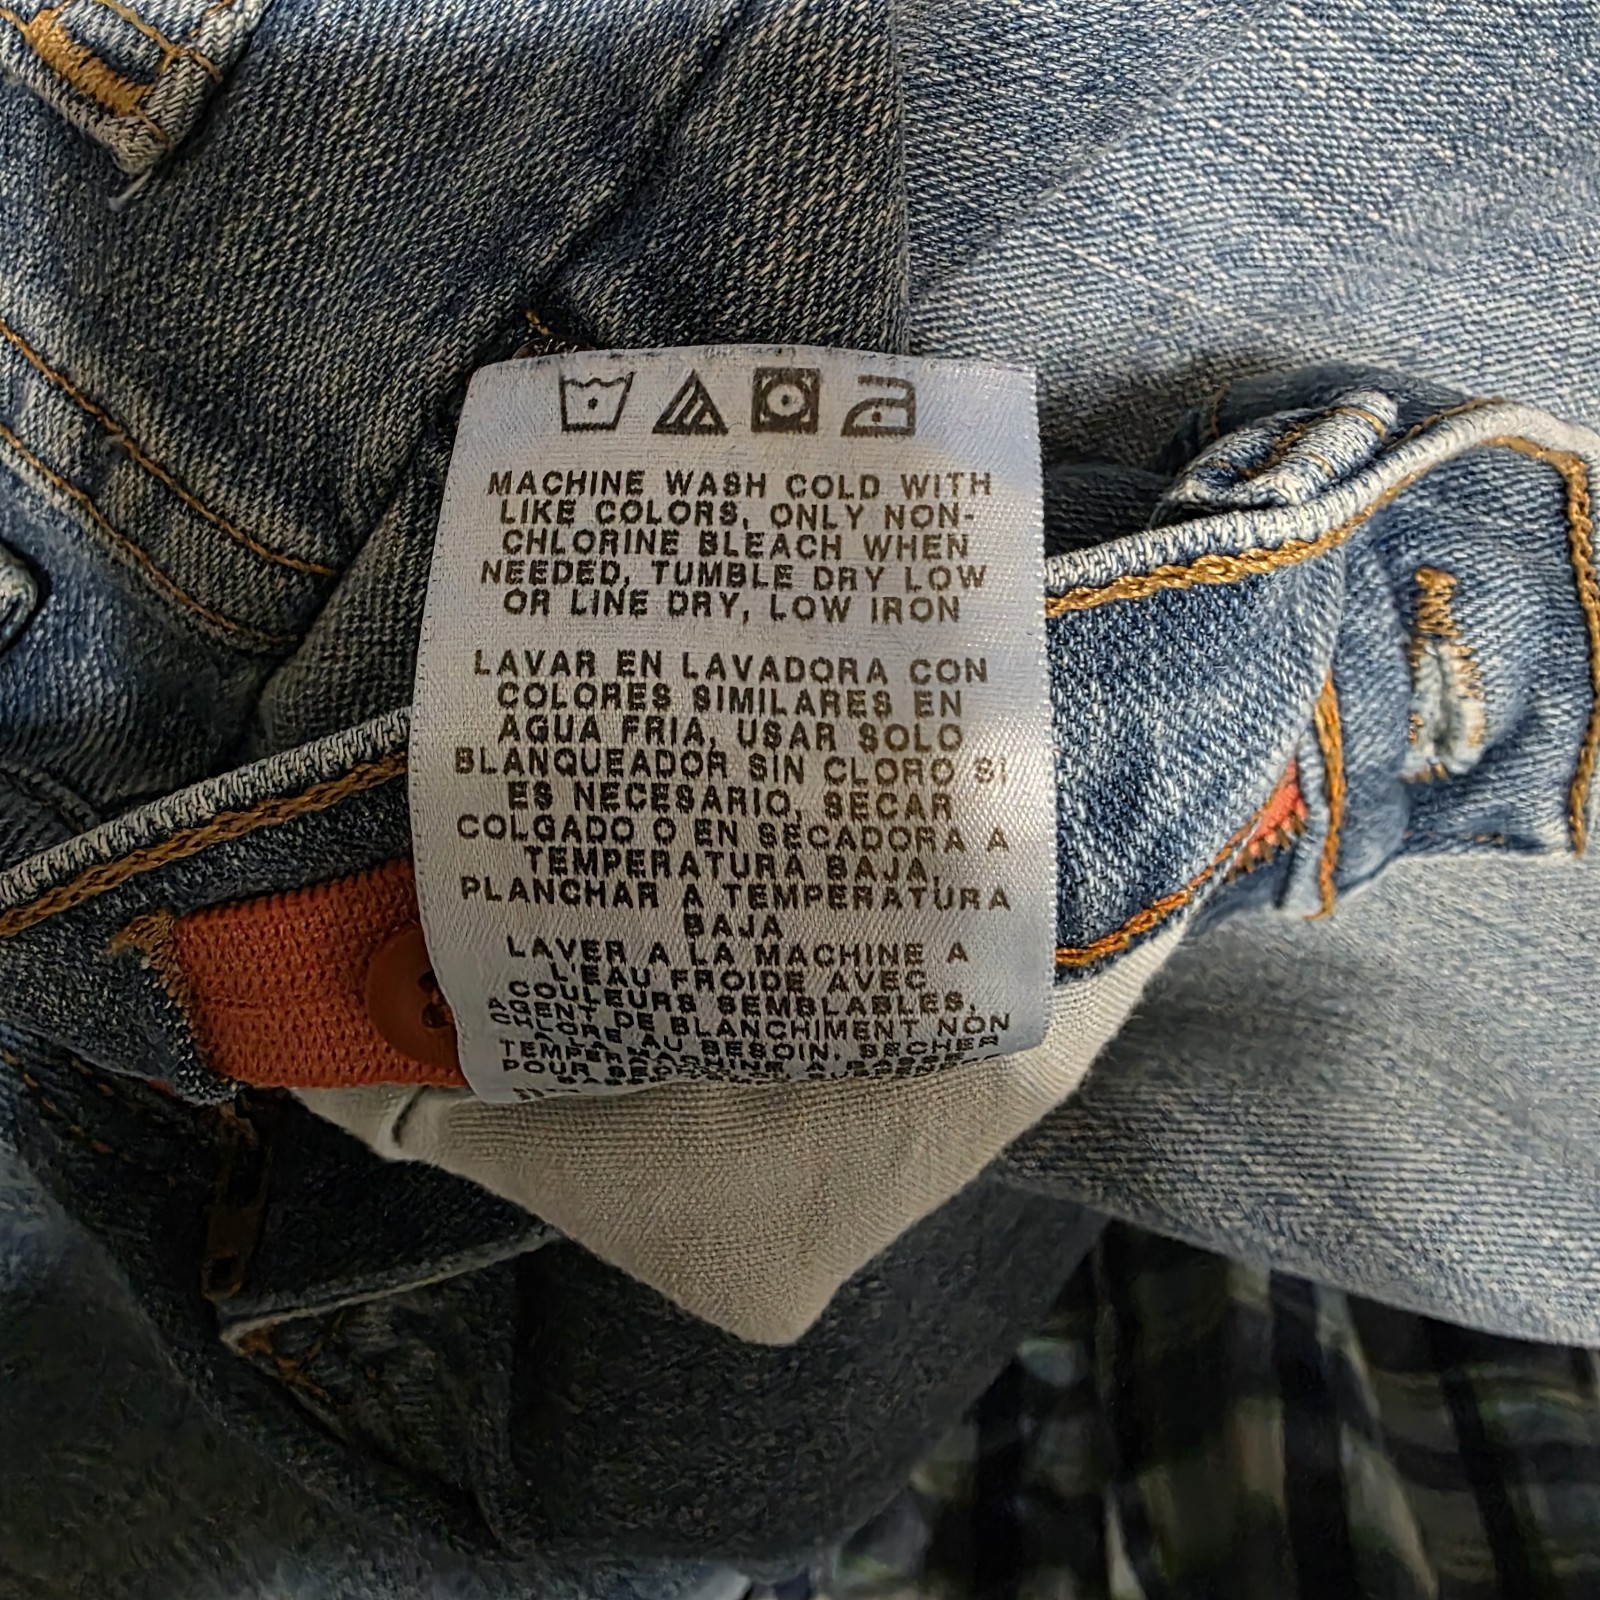 MACHINE WASH COLD WITH
LIKE COLORS, ONLY NON-
CHLORINE BLEACH WHEN
NEEDED, TUMBLE DRY LOW
OR LINE DRY, LOW IRON
LAVAR EN LAVADORA CON
COLORES SIMILARES EN
AGUA FRIA, USAR SOLO
BLANQUEADOR SIN CLORO SI
ES NECESARIO, SECAR
COLGADO O EN SECADORA A
TEMPERATURA BAJA,
PLANCHAR A TEMPERATURA
BAJA
LAVER A LA MACHINE A
L'EAU FROIDE AVEC
COULEURS SEMBLABLES,
AGENT DE BLANCHIMENT NON
BESOIN, SECHER